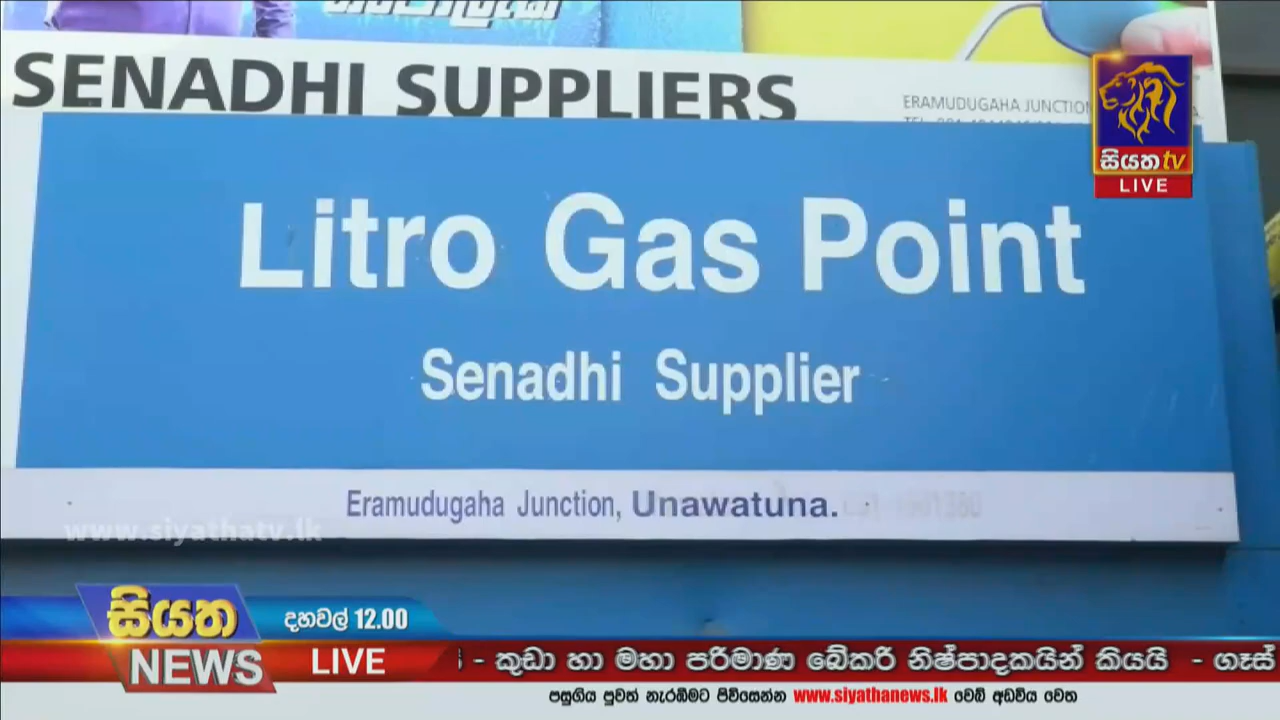 SENADHI SUPPLIERS
ERAMUDUGAHA JUNCTION
සියත tv
LIVE
Litro Gas Point
Senadhi Supplier
Eramudugaha Junction, Unawatuna.
www.siyathatv.lk
සියත
NEWS
දහවල් 12.00
LIVE
- කුඩා හා මහා පරිමාණ බේකරි නිෂ්පාදකයින් කියයි - ගෑස්
පසුගිය පුවත් නැරඹීමට පිවිසෙන්න www.siyathanews.lk වෙබ් අඩවිය වෙත